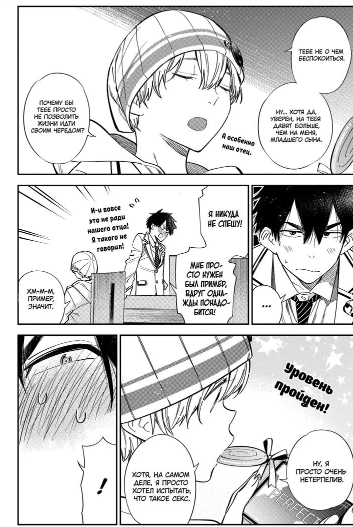 ТЕБЕ НЕ О ЧЕМ
БЕСПОКОИТЬСЯ.
НУ... ХОТЯ ДА,
УВЕРЕН, НА ТЕБЯ
ДАВЯТ БОЛЬШЕ,
ЧЕМ НА МЕНЯ,
МЛАДШЕГО СЫНА.
А особенно
наш отец.
ПОЧЕМУ БЫ
ТЕБЕ ПРОСТО
НЕ ПОЗВОЛИТЬ
ЖИЗНИ ИДТИ
СВОИМ ЧЕРЕДОМ?
...
Я НИКУДА
НЕ СПЕШУ!
МНЕ ПРО-
СТО НУЖЕН
БЫЛ ПРИМЕР,
ВДРУГ ОДНА-
ЖДЫ ПОНАДО-
БИТСЯ!
И-и вовсе
это не ради
нашего отца!
Я такого не
говорил!
ХМ-М-М,
ПРИМЕР,
ЗНАЧИТ.
Уровень
пройден!
НУ, Я
ПРОСТО ОЧЕНЬ
НЕТЕРПЕЛИВ.
PERFECT
ХОТЯ, НА САМОМ
ДЕЛЕ, Я ПРОСТО
ХОТЕЛ ИСПЫТАТЬ,
ЧТО ТАКОЕ СЕКС.
!